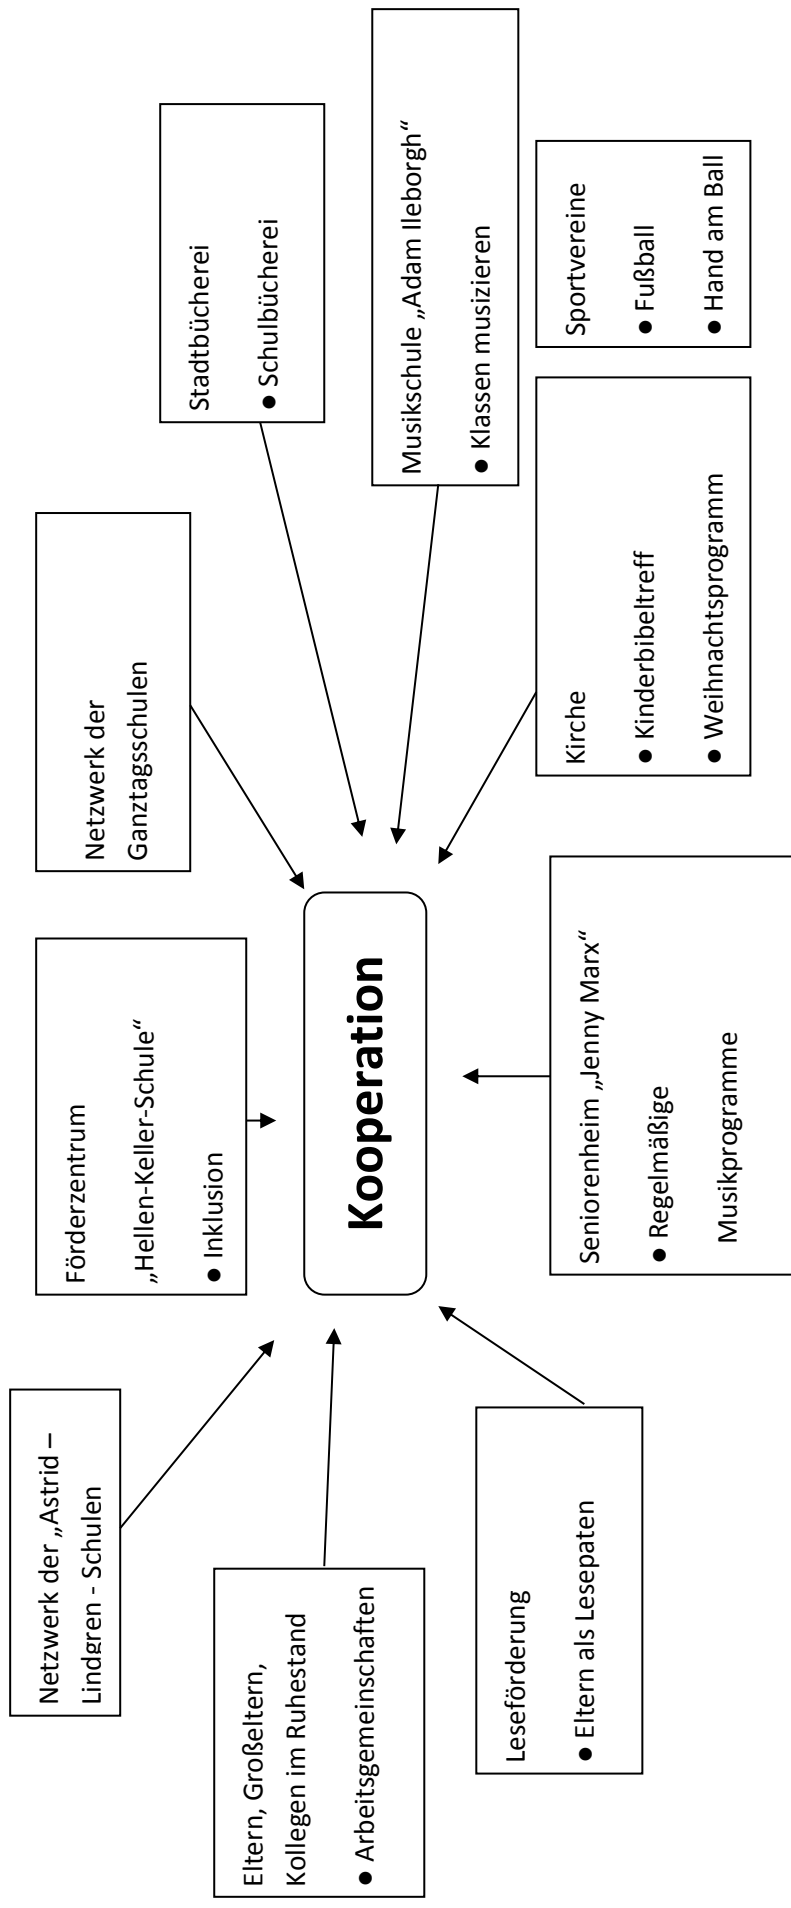 Netzwerk der „Astrid –
Lindgren - Schulen
Förderzentrum
„Hellen-Keller-Schule“
● Inklusion
Netzwerk der
Ganztagsschulen
Stadtbücherei
● Schulbücherei
Eltern, Großeltern,
Kollegen im Ruhestand
● Arbeitsgemeinschaften
Kooperation
Musikschule „Adam Ileborgh“
● Klassen musizieren
Leseförderung
● Eltern als Lesepaten
Seniorenheim „Jenny Marx“
● Regelmäßige
Musikprogramme
Kirche
● Kinderbibeltreff
● Weihnachtsprogramm
Sportvereine
● Fußball
● Hand am Ball